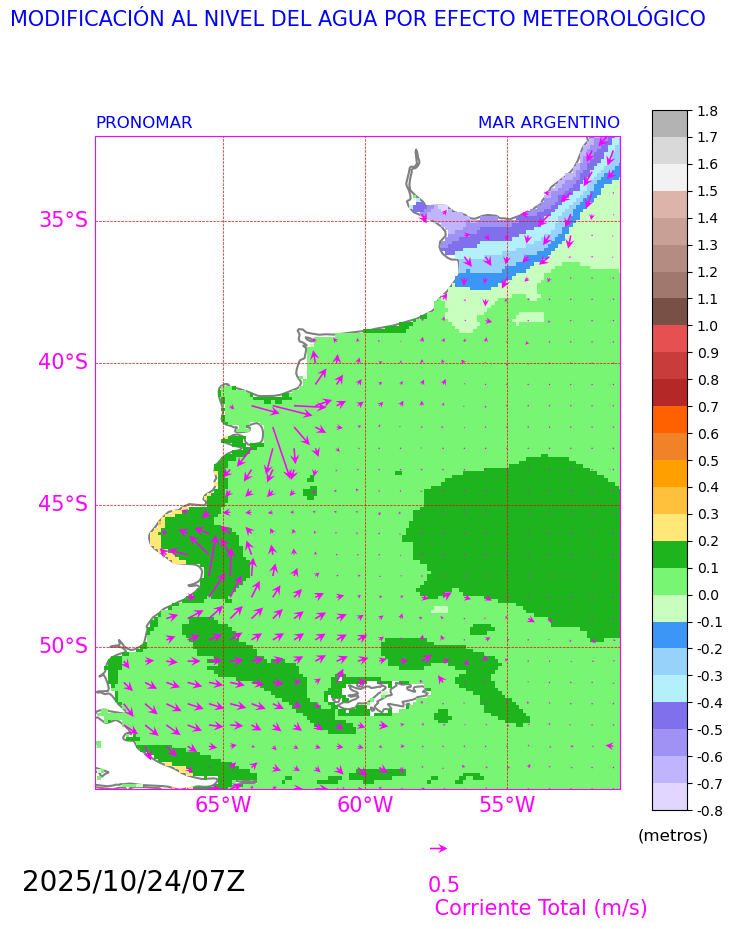 MODIFICACIÓN AL NIVEL DEL AGUA POR EFECTO METEOROLÓGICO
PRONOMAR MAR ARGENTINO
35°S
40°S
45°S
50°S
65°W 60°W 55°W
1.8
1.7
1.6
1.5
1.4
1.3
1.2
1.1
1.0
0.9
0.8
0.7
0.6
0.5
0.4
0.3
0.2
0.1
0.0
-0.1
-0.2
-0.3
-0.4
-0.5
-0.6
-0.7
-0.8
(metros)
2025/10/24/07Z
0.5
Corriente Total (m/s)